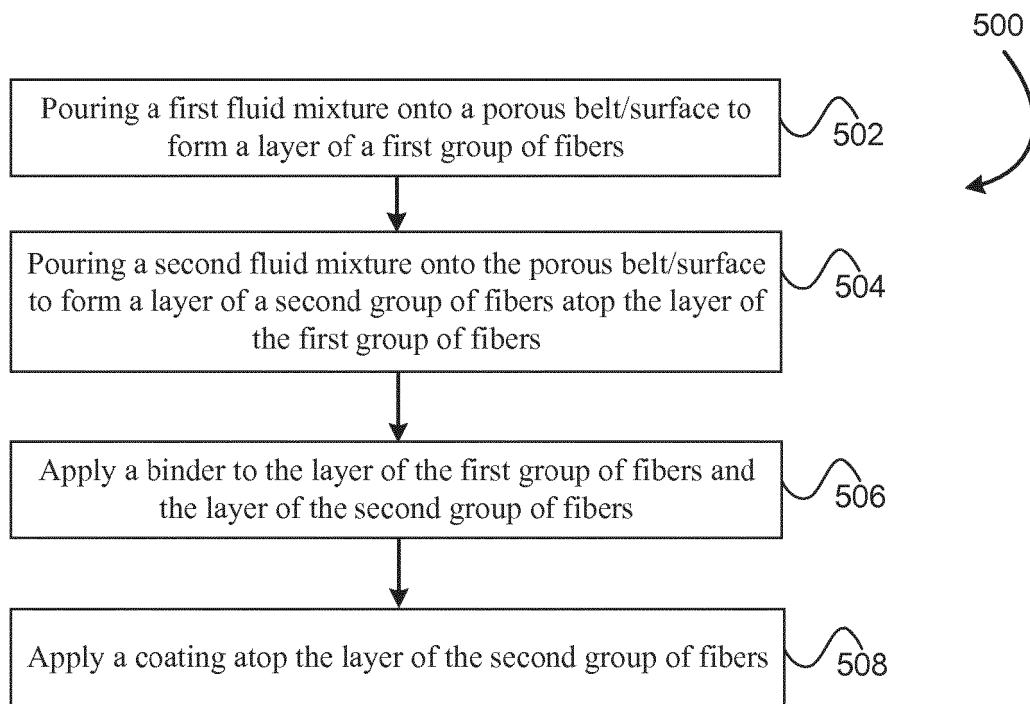 500
Pouring a first fluid mixture onto a porous belt/surface to
form a layer of a first group of fibers
502
Pouring a second fluid mixture onto the porous belt/surface
to form a layer of a second group of fibers atop the layer of
the first group of fibers
504
Apply a binder to the layer of the first group of fibers and
the layer of the second group of fibers
506
Apply a coating atop the layer of the second group of fibers
508